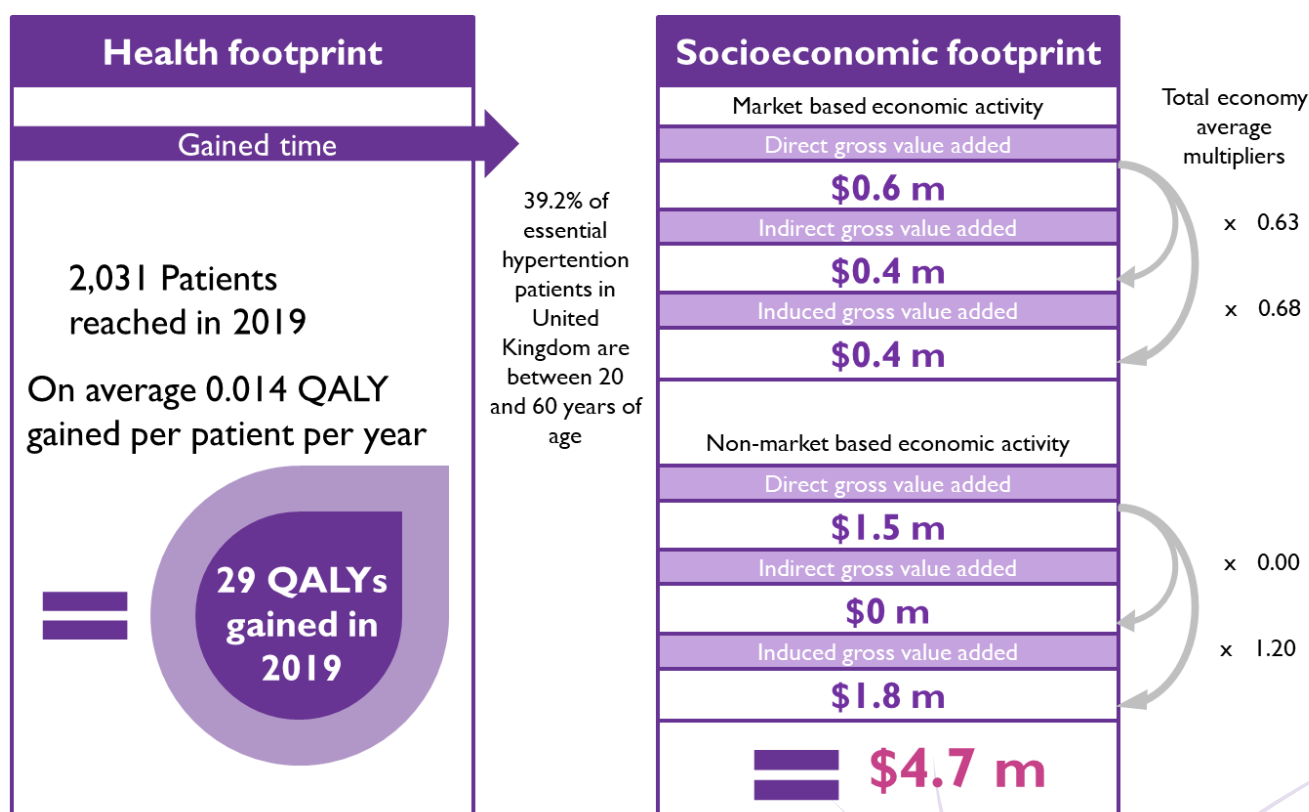 Health footprint
Gained time
2,031 Patients
reached in 2019
On average 0.014 QALY
gained per patient per year
29 QALYs
gained in
2019
39.2% of
essential
hypertention
patients in
United
Kingdom are
between 20
and 60 years of
age
Socioeconomic footprint
Market based economic activity
Direct gross value added
$0.6 m
Indirect gross value added
$0.4 m
Induced gross value added
$0.4 m
Non-market based economic activity
Direct gross value added
$1.5 m
Indirect gross value added
$0 m
Induced gross value added
$1.8 m
$4.7 m
Total economy
average
multipliers
x 0.63
x 0.68
x 0.00
x 1.20